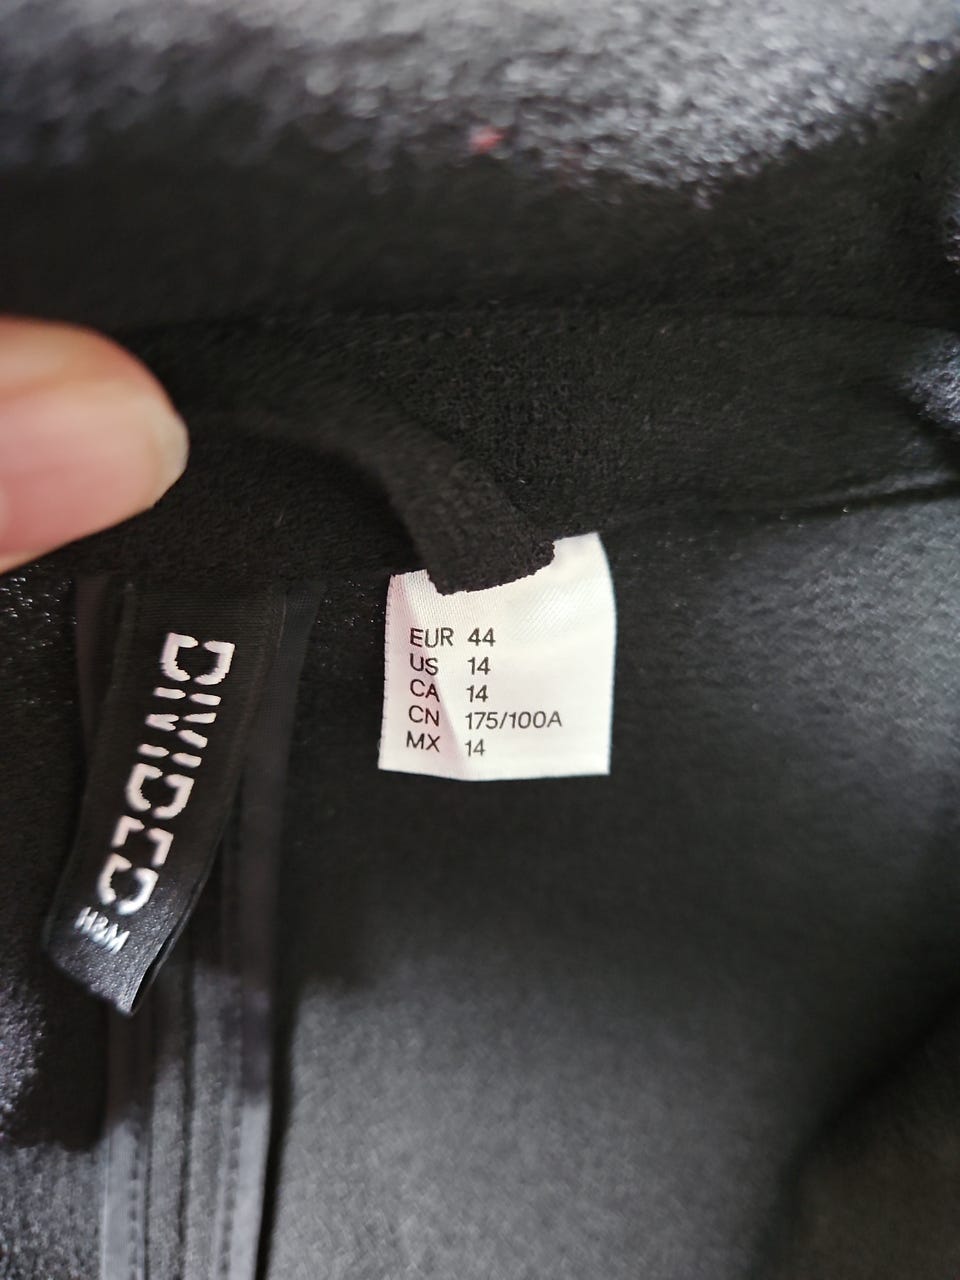 DIVIDED
H&M
EUR 44
US 14
CA 14
CN 175/100A
MX 14